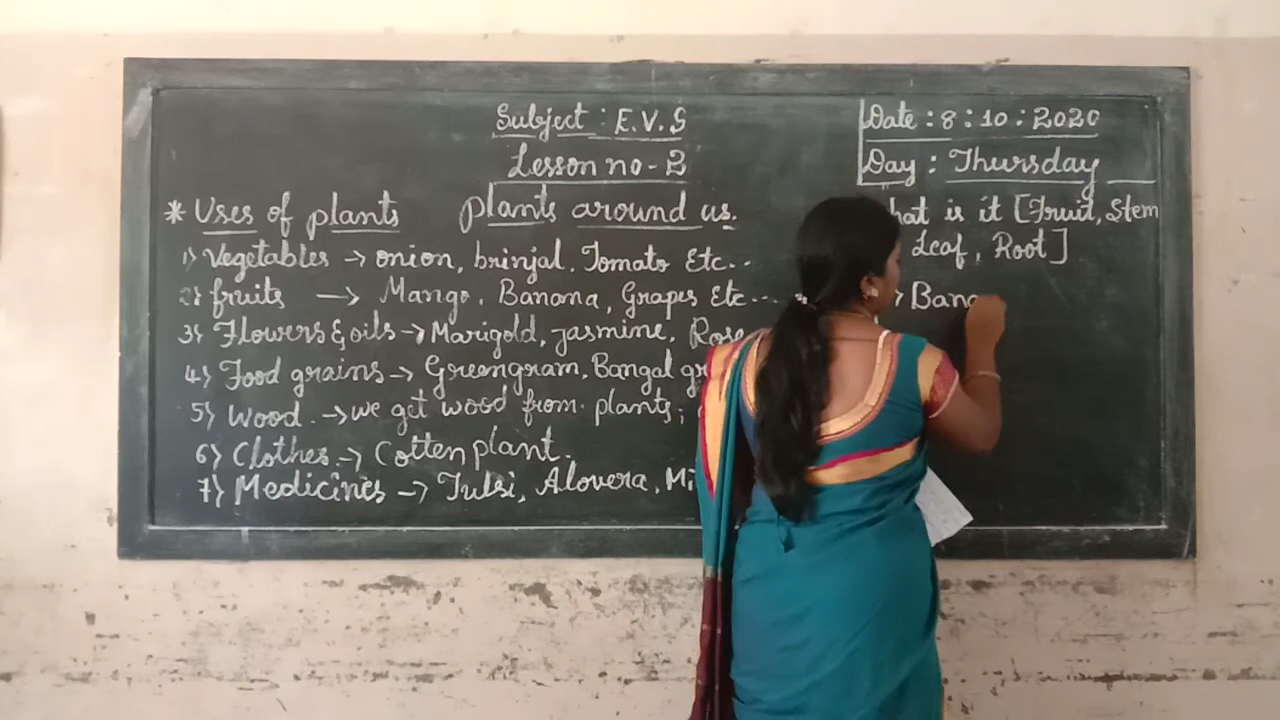 Subject : E.V.S
Lesson no - 2
plants around us.
Date : 8 : 10 : 2020
Day : Thursday
* Uses of plants
1) Vegetables → onion, brinjal, Tomato Etc..
2) fruits → Mango, Banana, Grapes Etc...
3) Flowers & oils → Marigold, jasmine, Rose
4) Food grains → Greengram, Bangal gr
5) Wood → we get wood from plants,
6) Clothes → Cotten plant.
7) Medicines → Tulsi, Alovera, Mi
hat is it [Fruit, Stem
Leaf, Root]
Bana